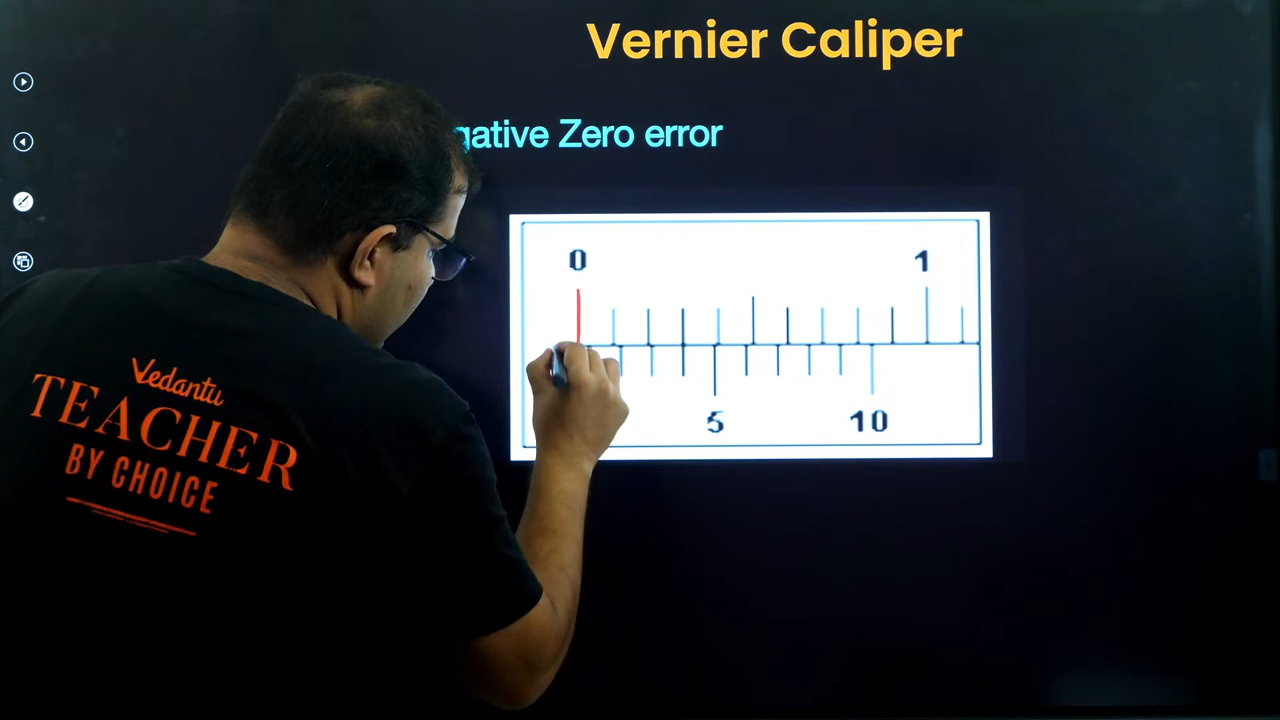 Vernier Caliper
gative Zero error
0 1
5 10
Vedantu
TEACHER
BY CHOICE